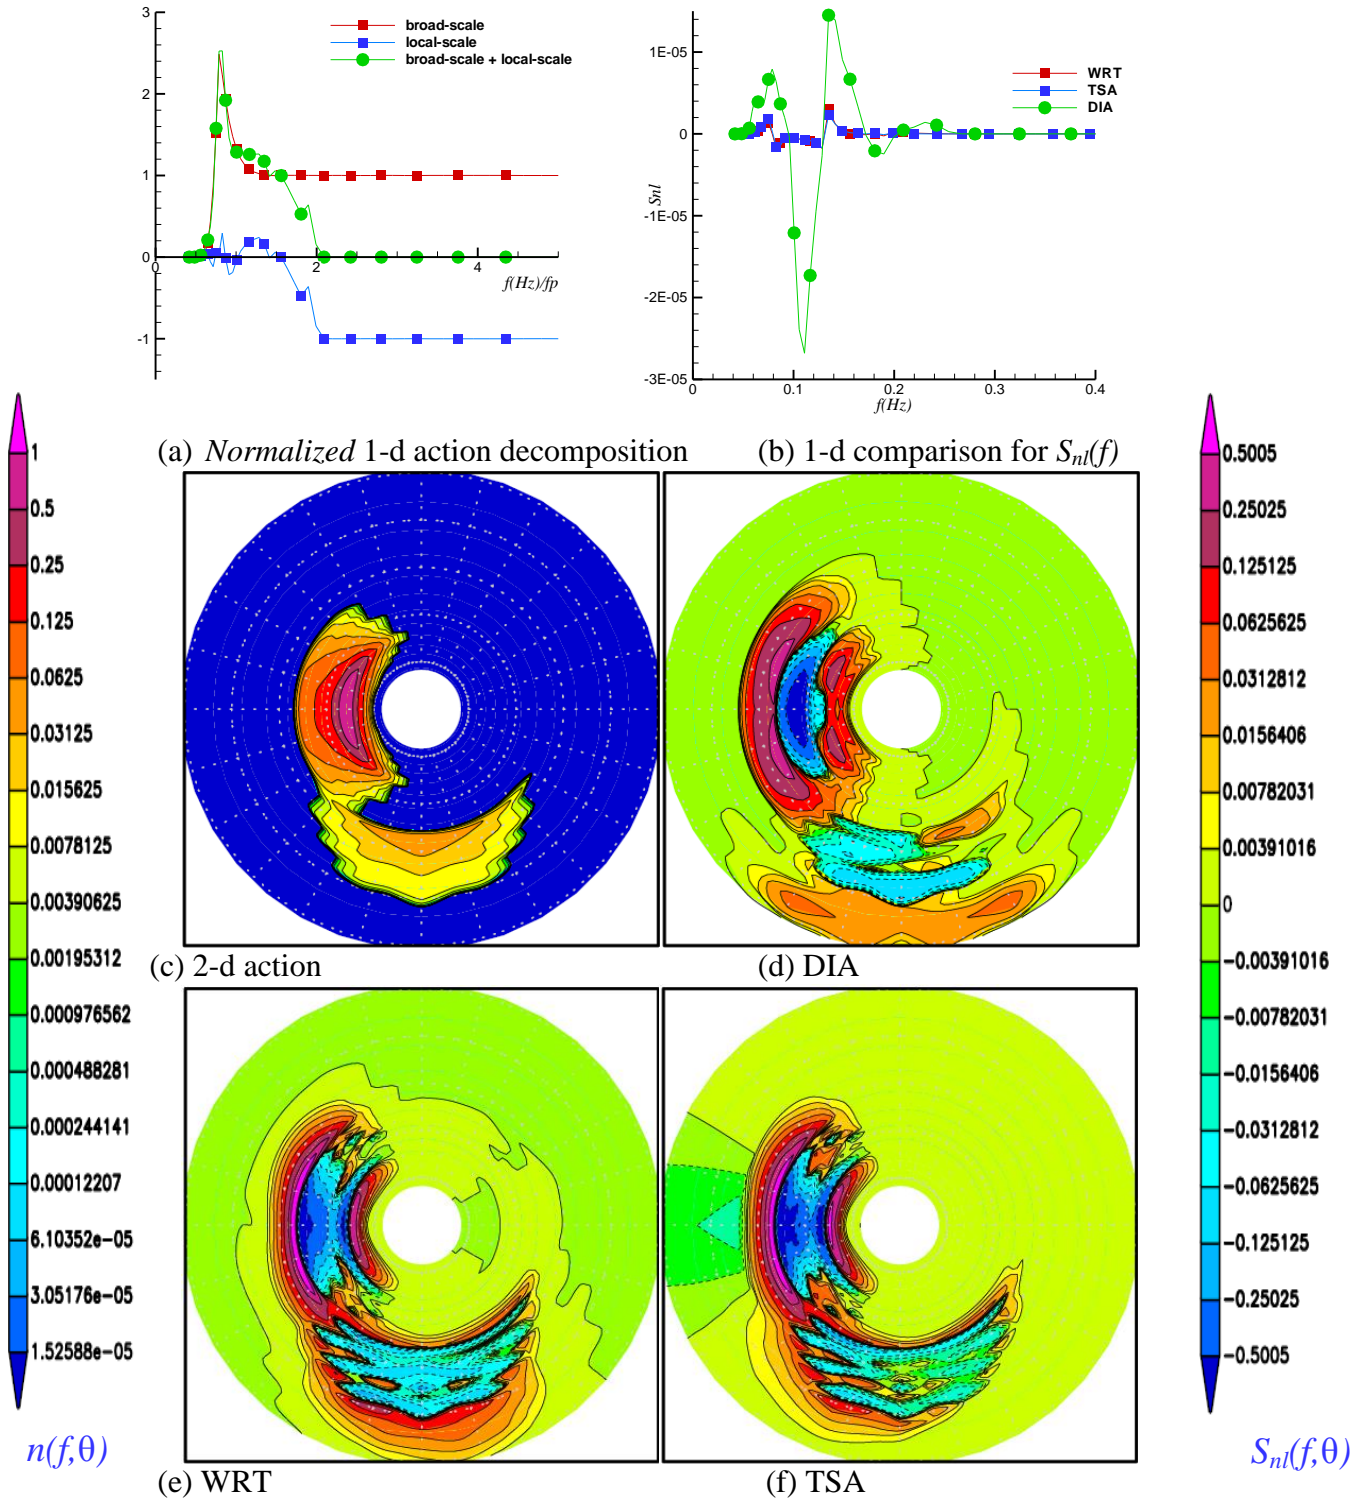 3
2
1
0
-1
0
2
4
f(Hz)/fp
broad-scale
local-scale
broad-scale + local-scale
1E-05
0
-1E-05
-2E-05
-3E-05
Snl
0
0.1
0.2
0.3
0.4
f(Hz)
WRT
TSA
DIA
(a) Normalized 1-d action decomposition
(b) 1-d comparison for Snl(f)
1
0.5
0.25
0.125
0.0625
0.03125
0.015625
0.0078125
0.00390625
0.00195312
0.000976562
0.000488281
0.000244141
0.00012207
6.10352e-05
3.05176e-05
1.52588e-05
n(f,θ)
0.5005
0.25025
0.125125
0.0625625
0.0312812
0.0156406
0.00782031
0.00391016
0
-0.00391016
-0.00782031
-0.0156406
-0.0312812
-0.0625625
-0.125125
-0.25025
-0.5005
Snl(f,θ)
(c) 2-d action
(d) DIA
(e) WRT
(f) TSA